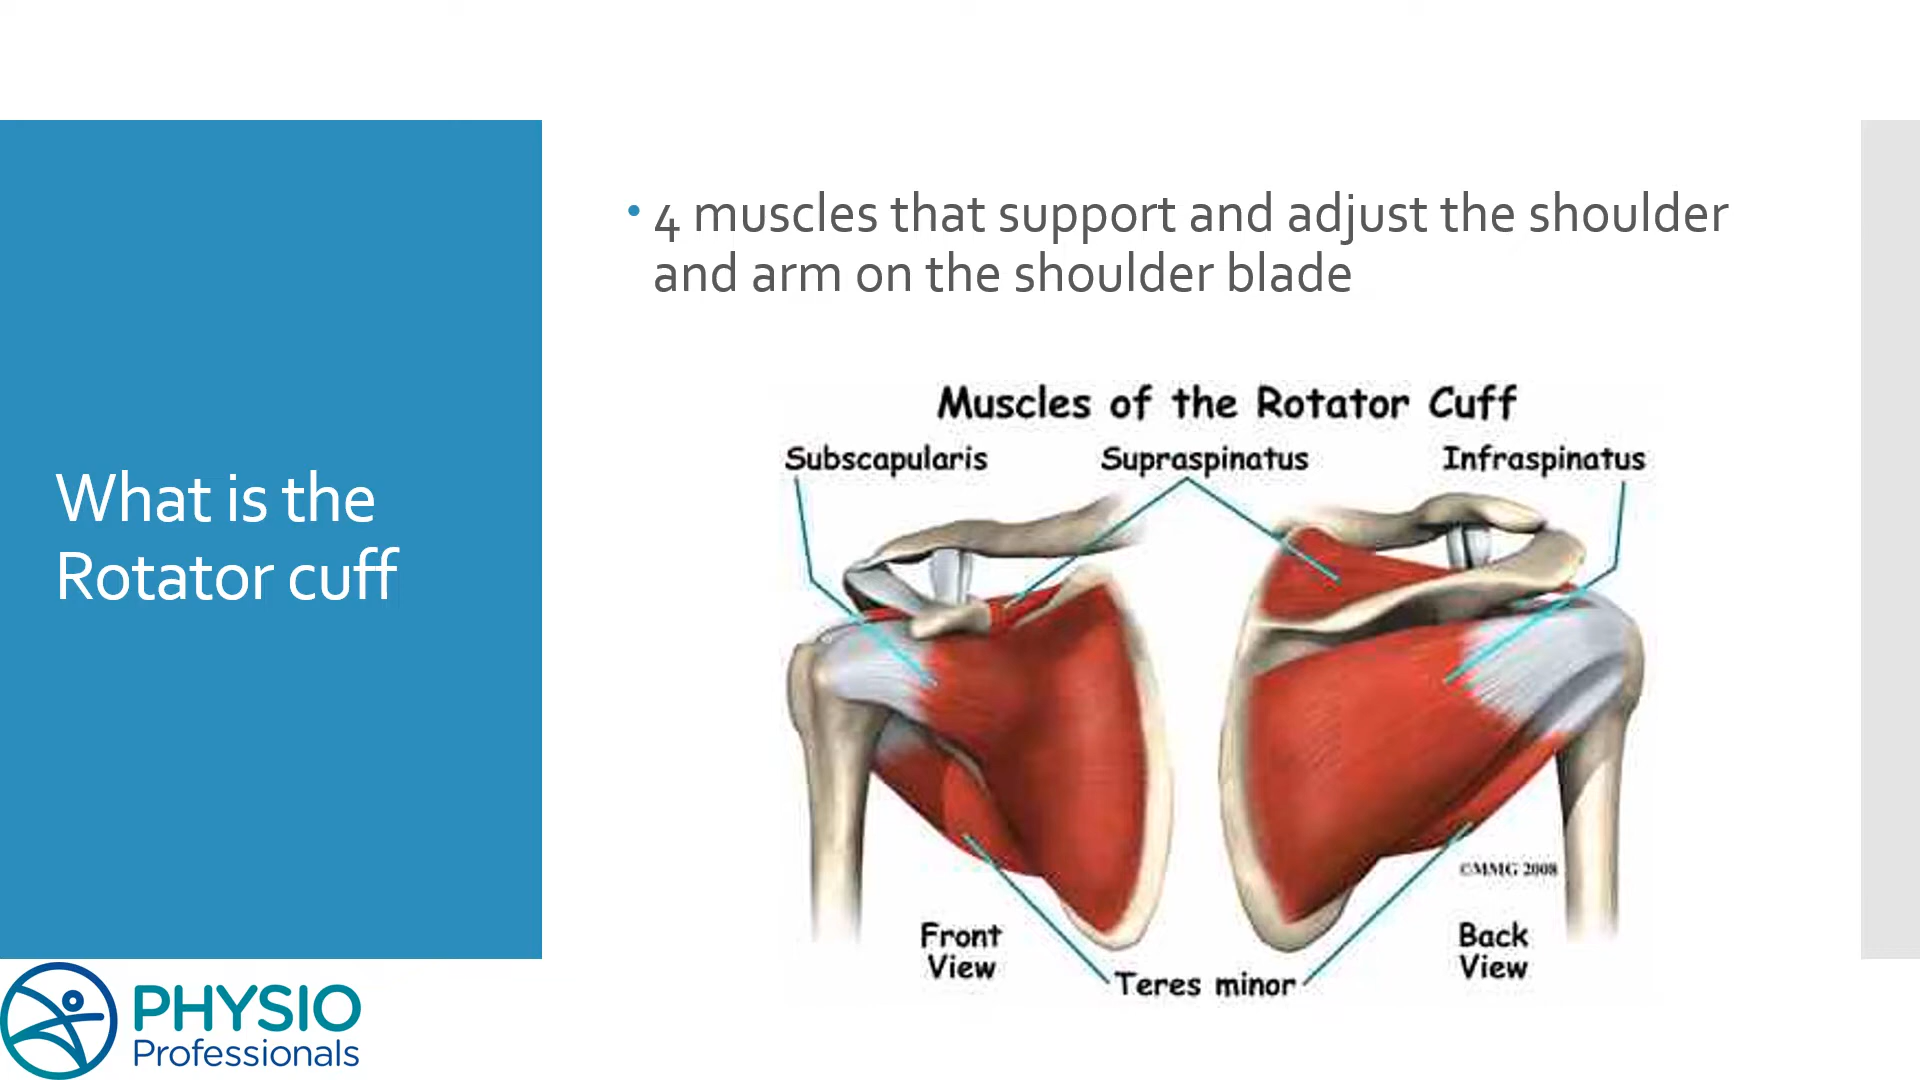 What is the
Rotator cuff
• 4 muscles that support and adjust the shoulder
and arm on the shoulder blade
Muscles of the Rotator Cuff
Subscapularis
Supraspinatus
Infraspinatus
©MMG 2008
Front
View
Back
View
Teres minor
PHYSIO
Professionals